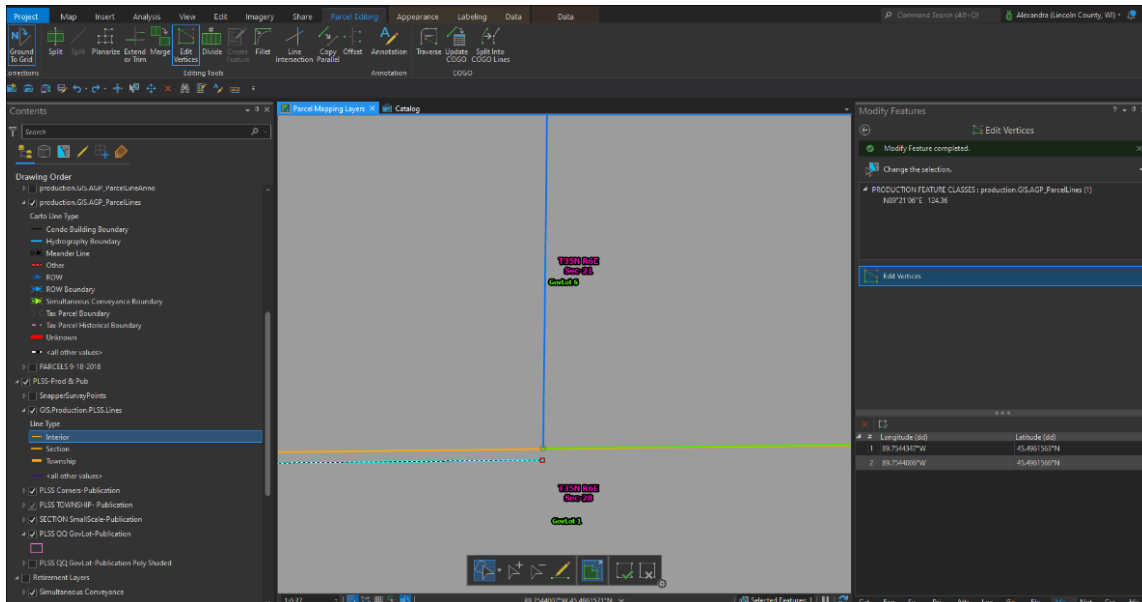 Project Map Insert Analysis View Edit Imagery Share Parcel Editing Appearance Labeling Data Data
Command Search (Alt+Q) Alexandra (Lincoln County, WI)
Ground To Grid Split Split Planarize Extend or Trim Merge Edit Vertices Divide Create Feature Fillet Line Intersection Copy Parallel Offset Annotation Traverse Update COGO Split Into COGO Lines
orrections Editing Tools Annotation COGO
Contents
Parcel Mapping Layers Catalog
Search
Drawing Order
production.GIS.AGP_ParcelLineAnno
production.GIS.AGP_ParcelLines
Carto Line Type
Condo Building Boundary
Hydrography Boundary
Meander Line
Other
ROW
ROW Boundary
Simultaneous Conveyance Boundary
Tax Parcel Boundary
Tax Parcel Historical Boundary
Unknown
<all other values>
PARCELS 9-18-2018
PLSS-Prod & Pub
SnapperSurveyPoints
GIS.Production.PLSS.Lines
Line Type
Interior
Section
Township
<all other values>
PLSS Corners-Publication
PLSS TOWNSHIP- Publication
SECTION SmallScale-Publication
PLSS QQ GovLot-Publication
PLSS QQ GovLot-Publication Poly Shaded
Retirement Layers
Simultaneous Conveyance
T35N R6E
Sec-21
GovLot 6
T35N R6E
Sec-28
GovLot 1
1:0.37
89.7544007°W 45.4961571°N
Selected Features: 1
Modify Features
Edit Vertices
Modify Feature completed.
Change the selection.
PRODUCTION FEATURE CLASSES : production.GIS.AGP_ParcelLines (1)
N89°21'06"E 124.36
Edit Vertices
# Longitude (dd) Latitude (dd)
1 89.7544347°W 45.4961563°N
2 89.7544006°W 45.4961566°N